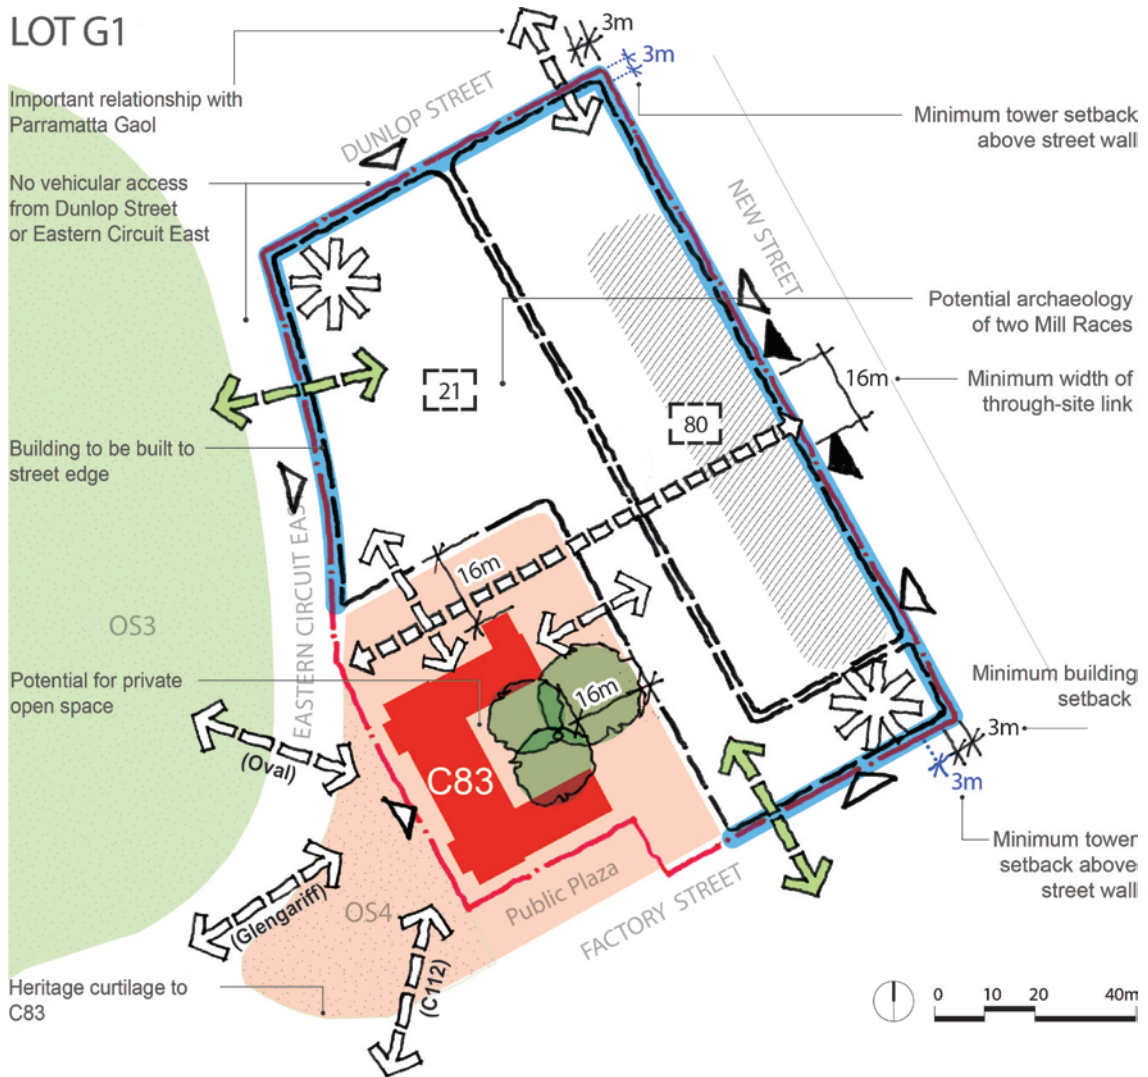 LOT G1
3m
3m
Important relationship with
Parramatta Gaol
DUNLOP STREET
Minimum tower setback
above street wall
No vehicular access
from Dunlop Street
or Eastern Circuit East
NEW STREET
Potential archaeology
of two Mill Races
21
16m
Minimum width of
through-site link
80
Building to be built to
street edge
EASTERN CIRCUIT EAS
16m
OS3
Potential for private
open space
16m
Minimum building
setback
3m
3m
(Oval)
C83
Minimum tower
setback above
street wall
Public Plaza
FACTORY STREET
OS4
(Glengariff)
(C112)
Heritage curtilage to
C83
0 10 20 40m